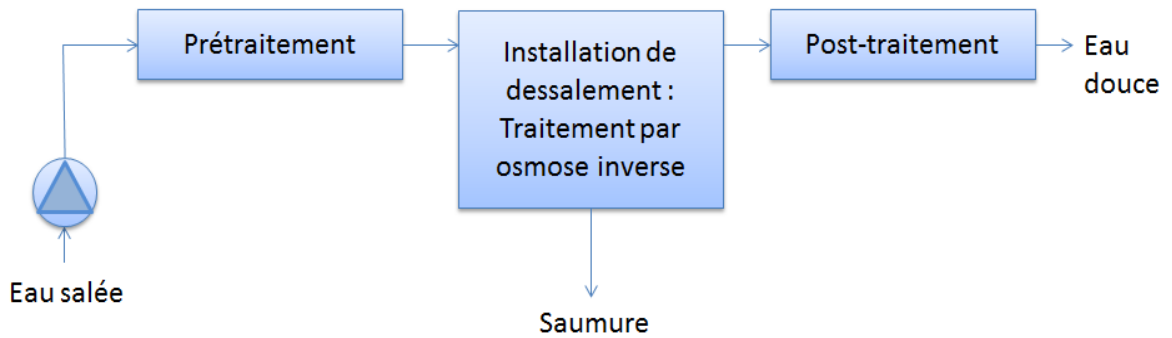 Prétraitement
Installation de
dessalement :
Traitement par
osmose inverse
Post-traitement
Eau
douce
Eau salée
Saumure